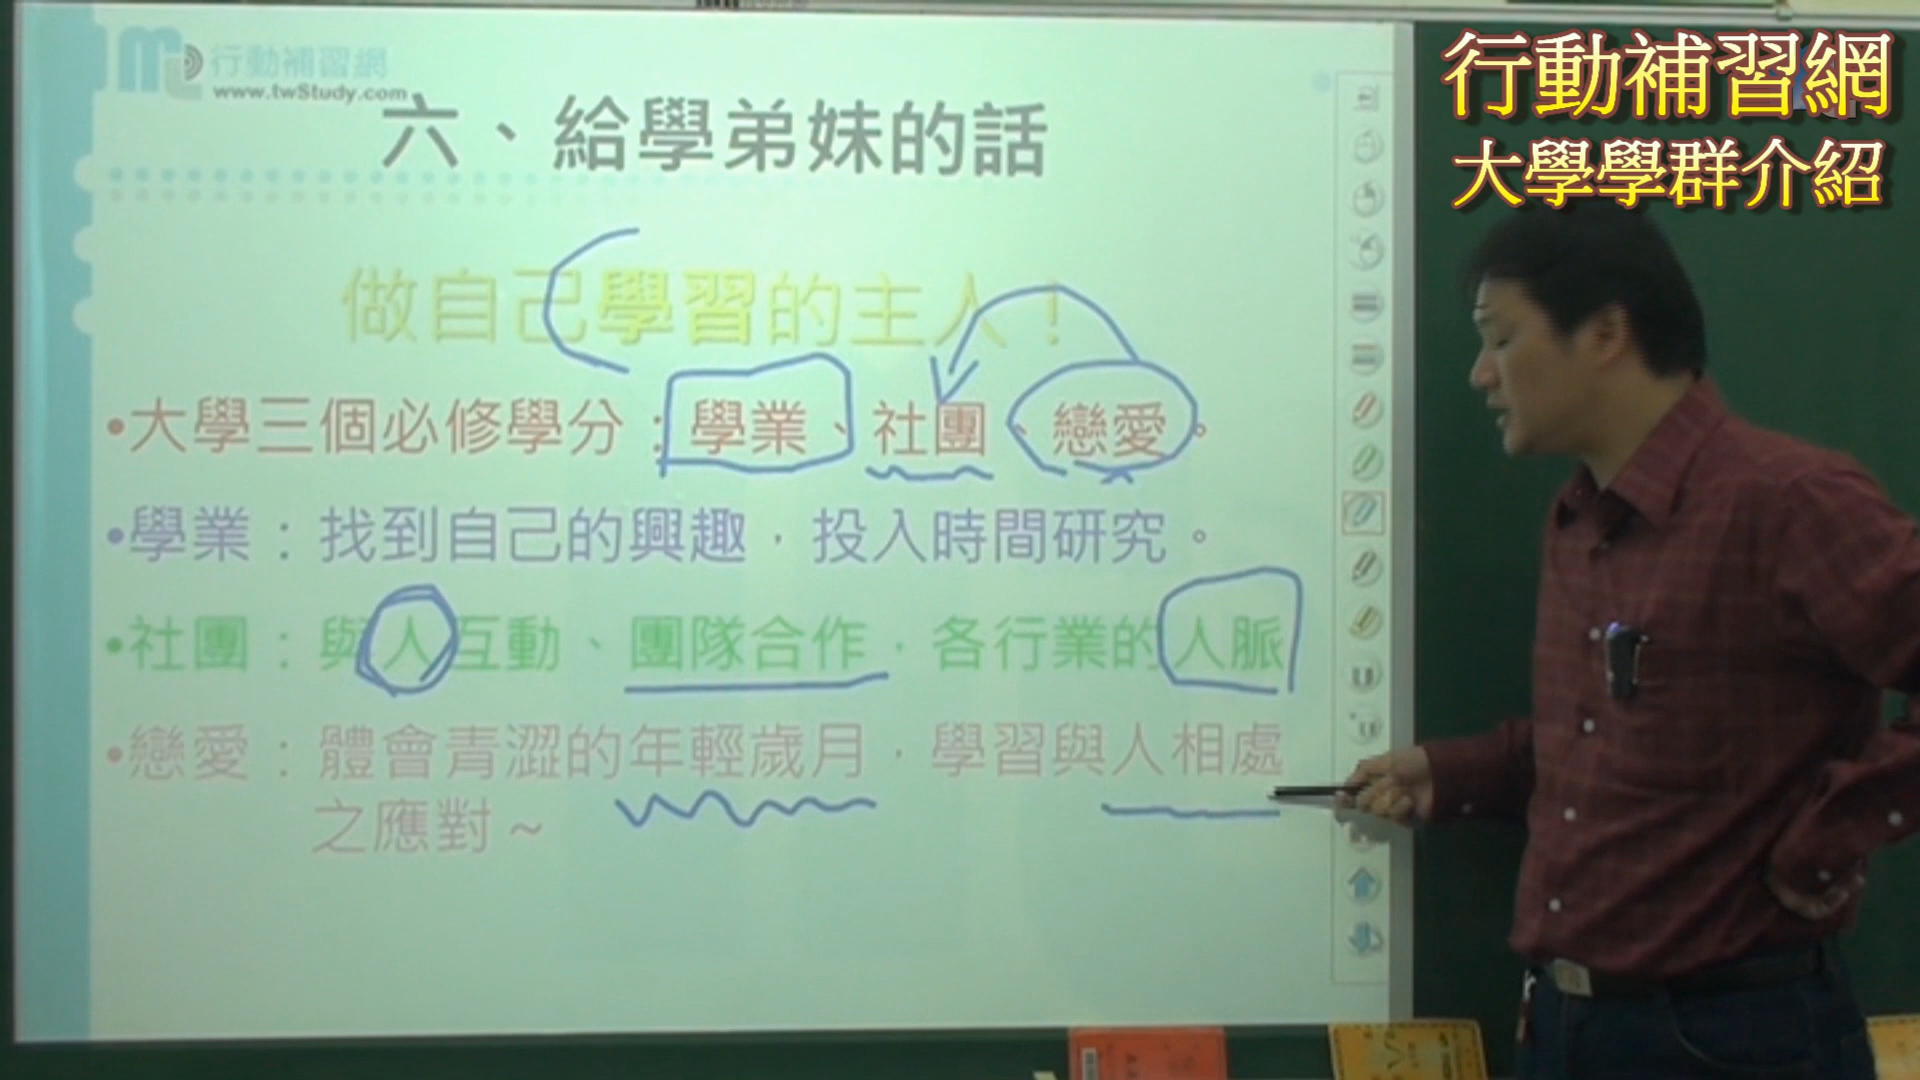 行動補習網
www.twStudy.com
六、給學弟妹的話
做自己學習的主人！
•大學三個必修學分：學業、社團、戀愛。
•學業：找到自己的興趣，投入時間研究。
•社團：與人互動、團隊合作，各行業的人脈
•戀愛：體會青澀的年輕歲月，學習與人相處
之應對~
行動補習網
大學學群介紹